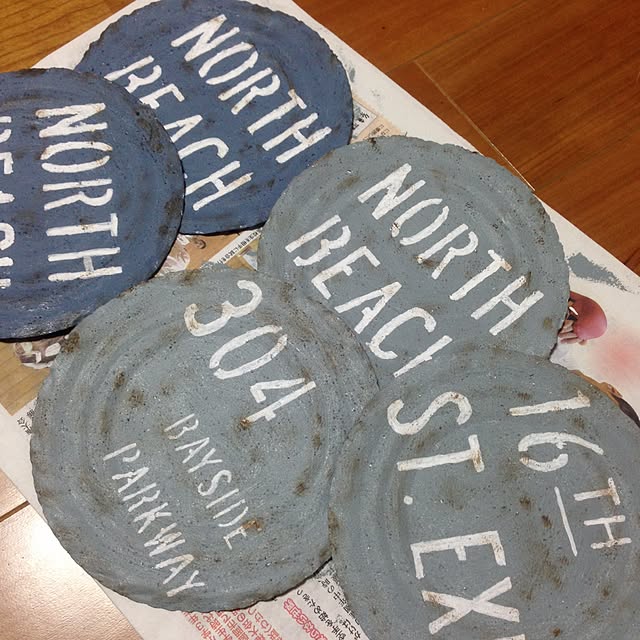 NORTH
BEACH
NORTH
NORTH
BEACH
304
BAYSIDE
PARKWAY
16TH
ST. EX